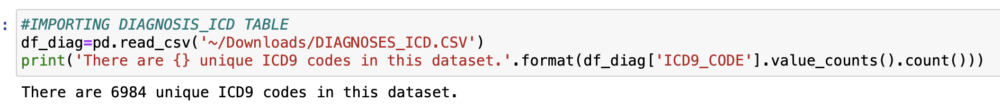 :
#IMPORTING DIAGNOSIS_ICD TABLE
df_diag=pd.read_csv('~/Downloads/DIAGNOSES_ICD.CSV')
print('There are {} unique ICD9 codes in this dataset.'.format(df_diag['ICD9_CODE'].value_counts().count()))
There are 6984 unique ICD9 codes in this dataset.